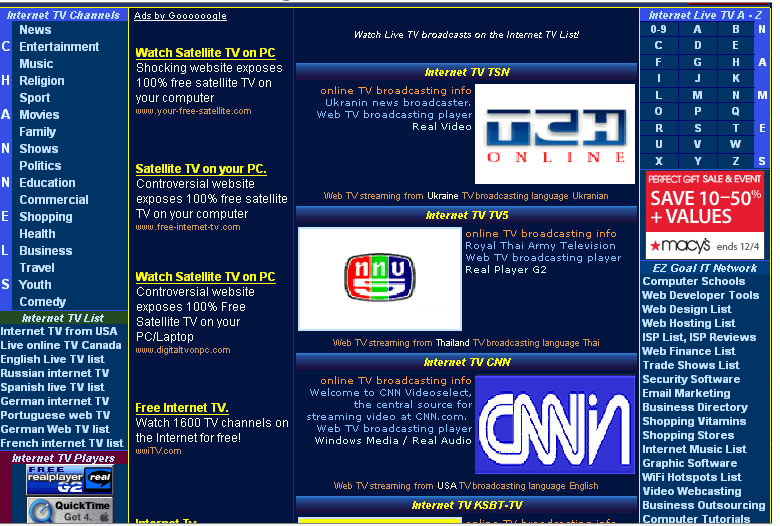 Internet TV Channels
News
Entertainment
Music
Religion
Sport
Movies
Family
Shows
Politics
Education
Commercial
Shopping
Health
Business
Travel
Youth
Comedy
C
H
A
N
N
E
L
S
Internet TV List
Internet TV from USA
Live online TV Canada
English Live TV list
Russian internet TV
Spanish live TV list
German internet TV
Portuguese web TV
German Web TV list
French internet TV list
Internet TV Players
FREE
realplayer
G2
real
QuickTime
Get 4.
Ads by Goooooogle
Watch Satellite TV on PC
Shocking website exposes
100% free satellite TV on
your computer
www.your-free-satellite.com
Satellite TV on your PC.
Controversial website
exposes 100% free satellite
TV on your computer
www.free-internet-tv.com
Watch Satellite TV on PC
Controversial website
exposes 100% Free
Satellite TV on your
PC/Laptop
www.digitaltvonpc.com
Free Internet TV.
Watch 1600 TV channels on
the Internet for free!
wwiTV.com
Internet Tv
Watch Live TV broadcasts on the Internet TV List!
Internet TV TSN
online TV broadcasting info
Ukranin news broadcaster.
Web TV broadcasting player
Real Video
ТСН
ONLINE
Web TV streaming from Ukraine TV broadcasting language Ukranian
Internet TV TV5
online TV broadcasting info
Royal Thai Army Television
Web TV broadcasting player
Real Player G2
Web TV streaming from Thailand TV broadcasting language Thai
Internet TV CNN
online TV broadcasting info
Welcome to CNN Videoselect,
the central source for
streaming video at CNN.com.
Web TV broadcasting player
Windows Media / Real Audio
CNNin
Web TV streaming from USA TV broadcasting language English
Internet TV KSBT-TV
online TV broadcasting info
Internet Live TV A - Z
0-9 A B
C D E
F G H
I J K
L M N
O P Q
R S T
U V W
X Y Z
N
A
M
E
S
PERFECT GIFT SALE & EVENT
SAVE 10-50%
+ VALUES
macy's ends 12/4
EZ Goal IT Network
Computer Schools
Web Developer Tools
Web Design List
Web Hosting List
ISP List, ISP Reviews
Web Finance List
Trade Shows List
Security Software
Email Marketing
Business Directory
Shopping Vitamins
Shopping Stores
Internet Music List
Graphic Software
WiFi Hotspots List
Video Webcasting
Business Outsourcing
Computer Tutorials